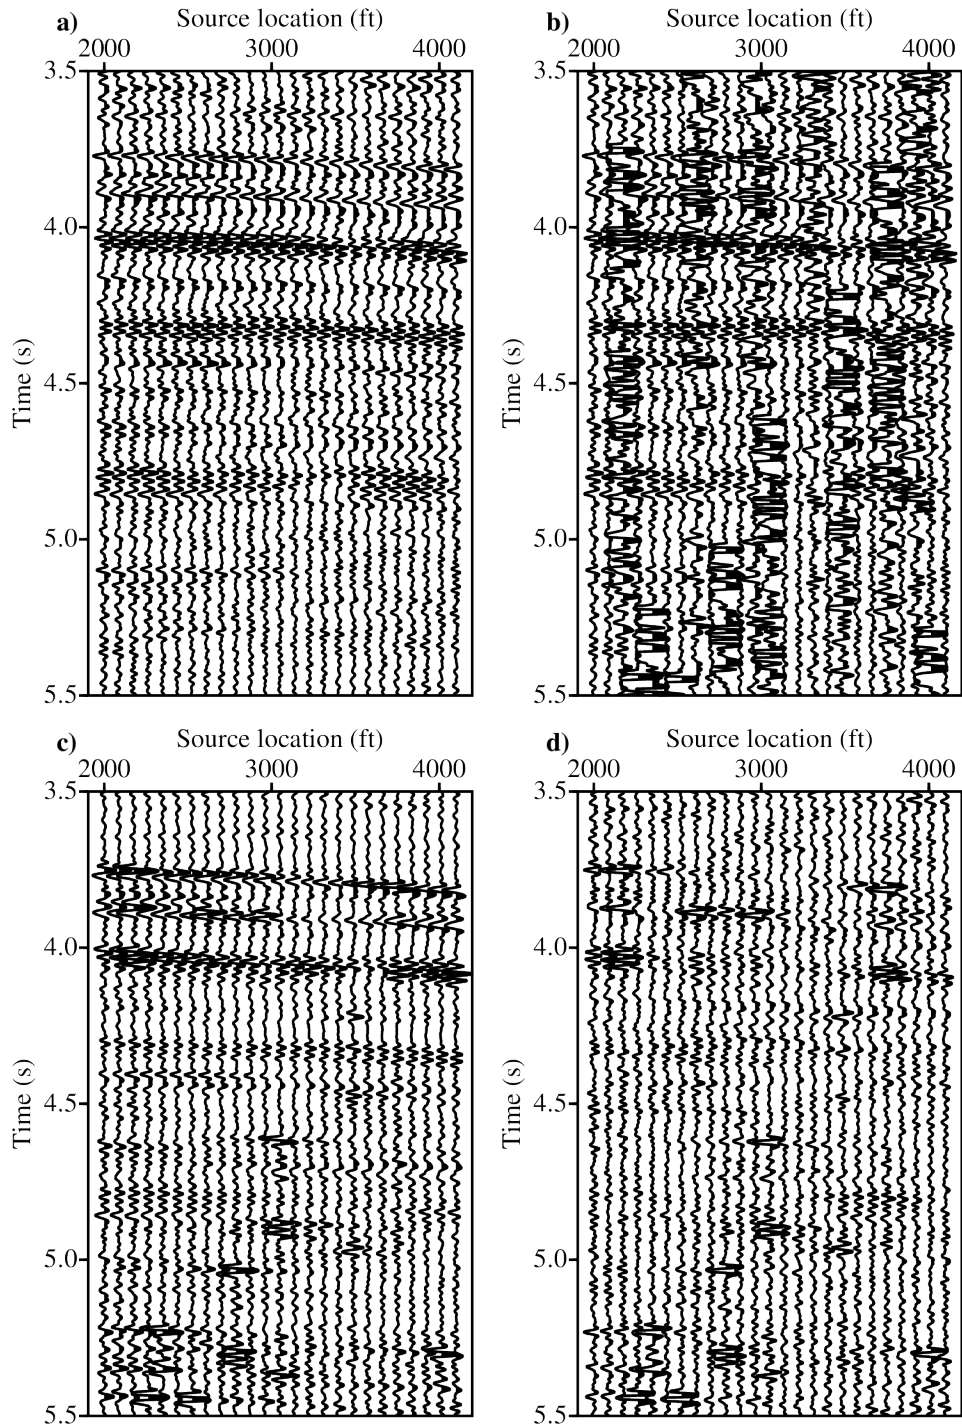 a) Source location (ft)
2000 3000 4000
3.5
4.0
4.5
5.0
5.5
Time (s)
b) Source location (ft)
2000 3000 4000
3.5
4.0
4.5
5.0
5.5
Time (s)
c) Source location (ft)
2000 3000 4000
3.5
4.0
4.5
5.0
5.5
Time (s)
d) Source location (ft)
2000 3000 4000
3.5
4.0
4.5
5.0
5.5
Time (s)